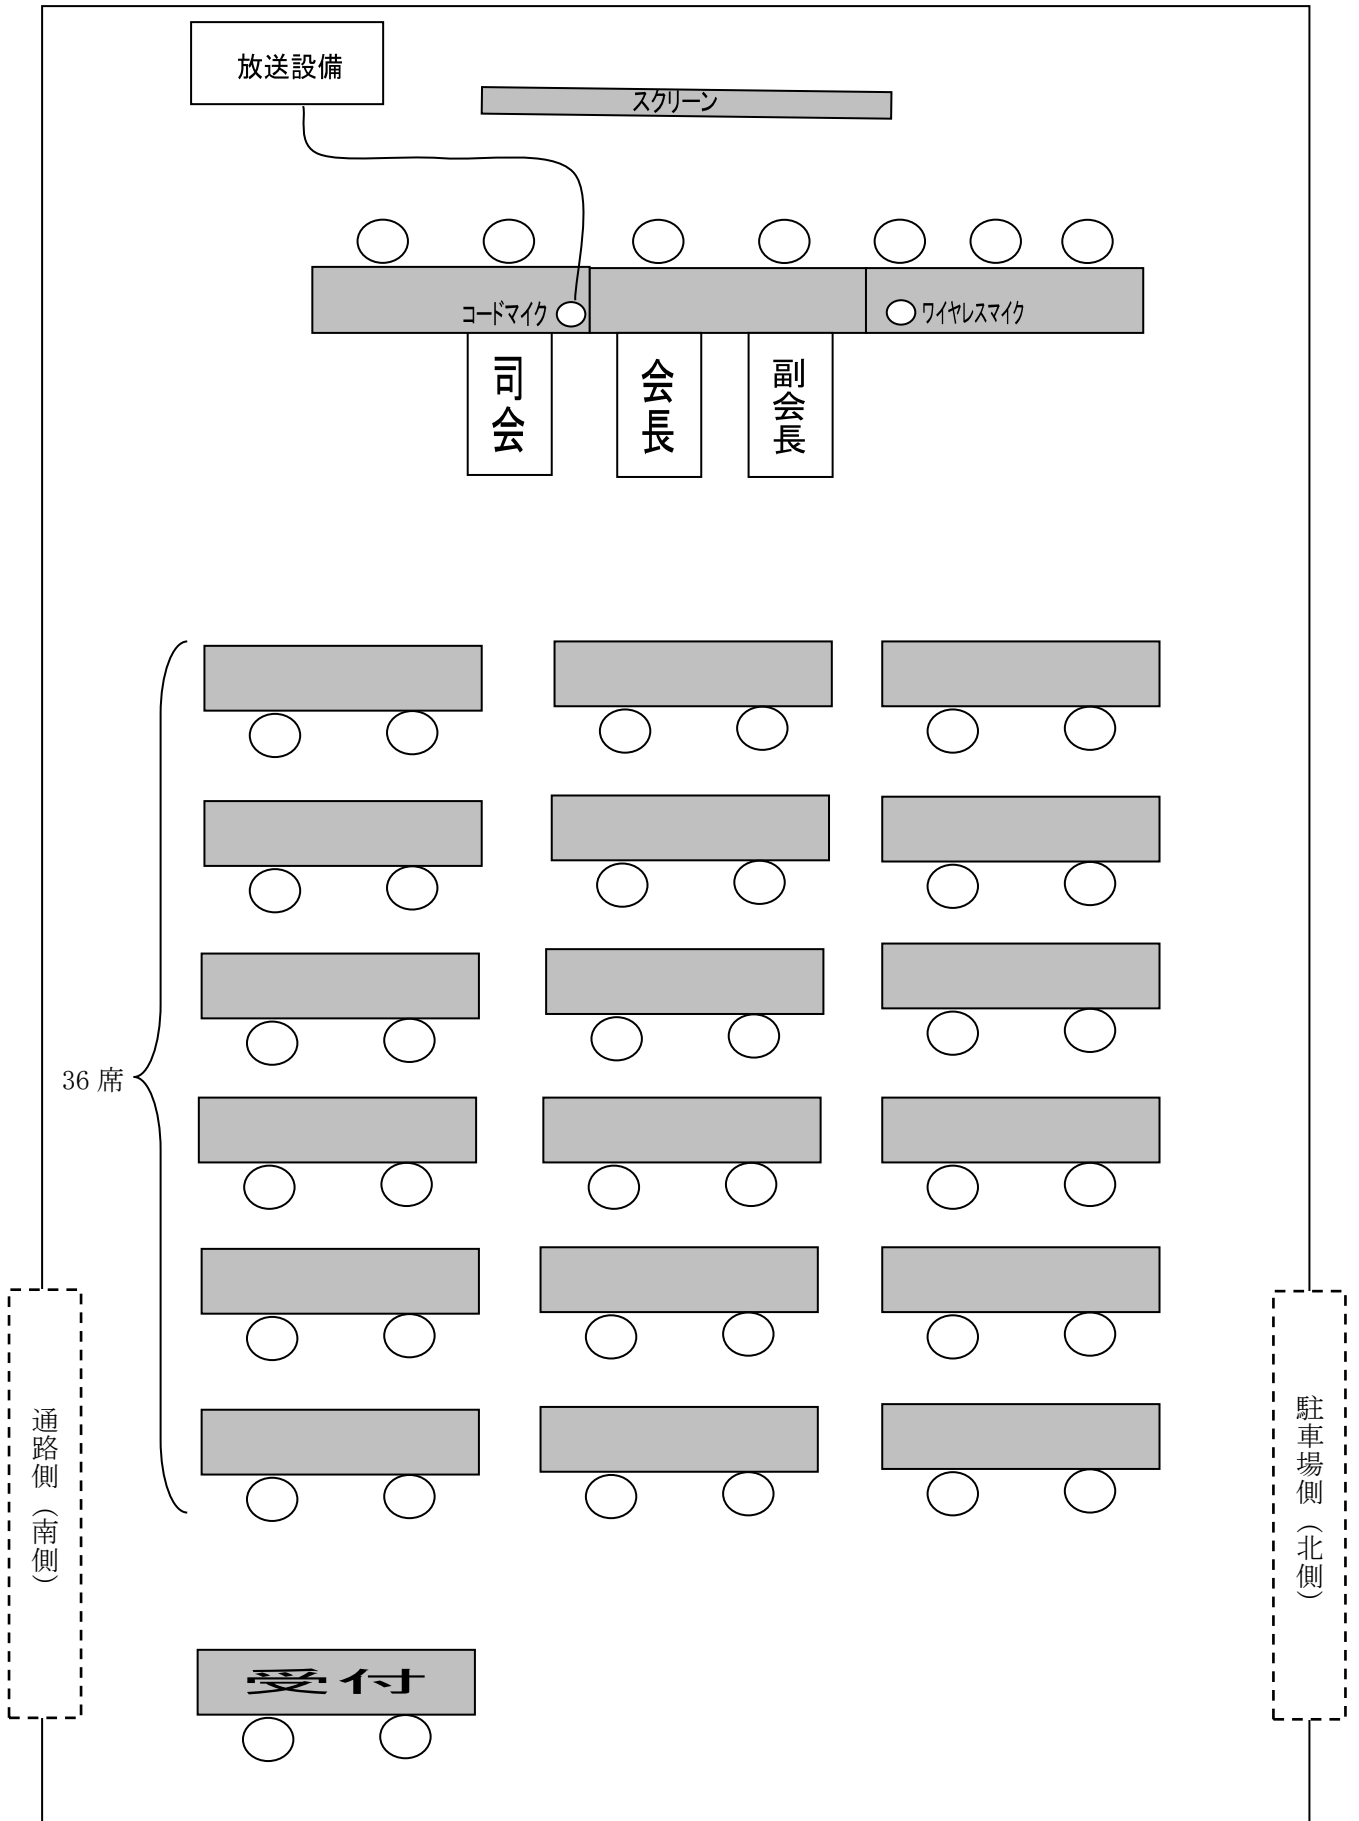 放送設備
スクリーン
コードマイク
ワイヤレスマイク
司会
会長
副会長
36 席
通路側（南側）
駐車場側（北側）
受付